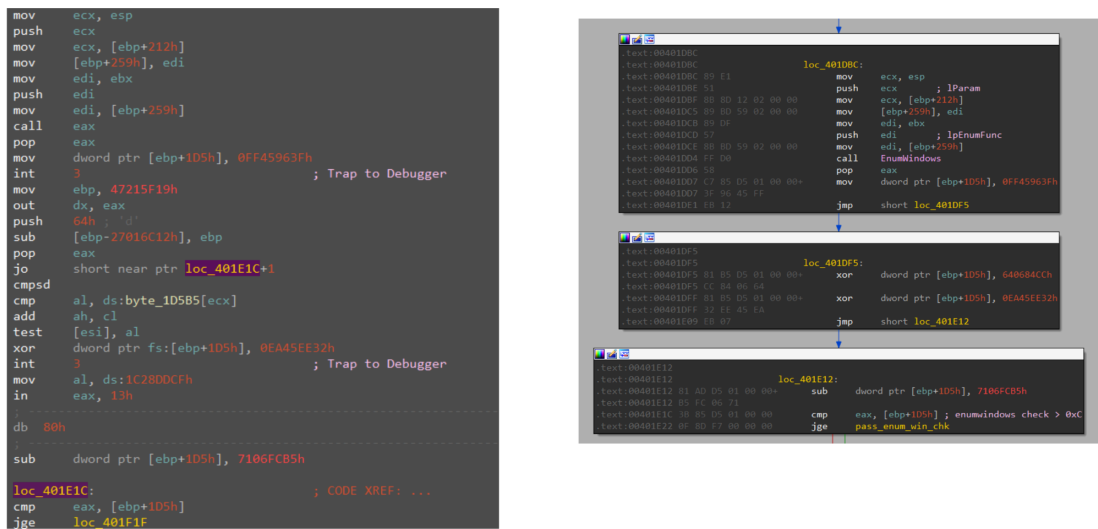 mov ecx, esp
push ecx
mov ecx, [ebp+212h]
mov [ebp+259h], edi
mov edi, ebx
push edi
mov edi, [ebp+259h]
call eax
pop eax
mov dword ptr [ebp+1D5h], 0FF45963Fh
int 3 ; Trap to Debugger
mov ebp, 47215F19h
out dx, eax
push 64h ; 'd'
sub [ebp-27016C12h], ebp
pop eax
jo short near ptr loc_401E1C+1
cmpsd
cmp al, ds:byte_1D5B5[ecx]
add ah, cl
test [esi], al
xor dword ptr fs:[ebp+1D5h], 0EA45EE32h
int 3 ; Trap to Debugger
mov al, ds:1C28DDCFh
in eax, 13h
; ---------------------------------------------------------------
db 80h
; ---------------------------------------------------------------
sub dword ptr [ebp+1D5h], 7106FCB5h
loc_401E1C: ; CODE XREF: ...
cmp eax, [ebp+1D5h]
jge loc_401F1F
.text:00401DBC
.text:00401DBC loc_401DBC:
.text:00401DBC 89 E1 mov ecx, esp
.text:00401DBE 51 push ecx ; lParam
.text:00401DBF 8B 8D 12 02 00 00 mov ecx, [ebp+212h]
.text:00401DC5 89 BD 59 02 00 00 mov [ebp+259h], edi
.text:00401DCB 89 DF mov edi, ebx
.text:00401DCD 57 push edi ; lpEnumFunc
.text:00401DCE 8B BD 59 02 00 00 mov edi, [ebp+259h]
.text:00401DD4 FF D0 call EnumWindows
.text:00401DD6 58 pop eax
.text:00401DD7 C7 85 D5 01 00 00+ mov dword ptr [ebp+1D5h], 0FF45963Fh
.text:00401DD7 3F 96 45 FF
.text:00401DE1 EB 12 jmp short loc_401DF5
.text:00401DF5
.text:00401DF5 loc_401DF5:
.text:00401DF5 81 B5 D5 01 00 00+ xor dword ptr [ebp+1D5h], 640684CCh
.text:00401DF5 CC 84 06 64
.text:00401DFF 81 B5 D5 01 00 00+ xor dword ptr [ebp+1D5h], 0EA45EE32h
.text:00401DFF 32 EE 45 EA
.text:00401E09 EB 07 jmp short loc_401E12
.text:00401E12
.text:00401E12 loc_401E12:
.text:00401E12 81 AD D5 01 00 00+ sub dword ptr [ebp+1D5h], 7106FCB5h
.text:00401E12 B5 FC 06 71
.text:00401E1C 3B 85 D5 01 00 00 cmp eax, [ebp+1D5h] ; enumwindows check > 0xC
.text:00401E22 0F 8D F7 00 00 00 jge pass_enum_win_chk